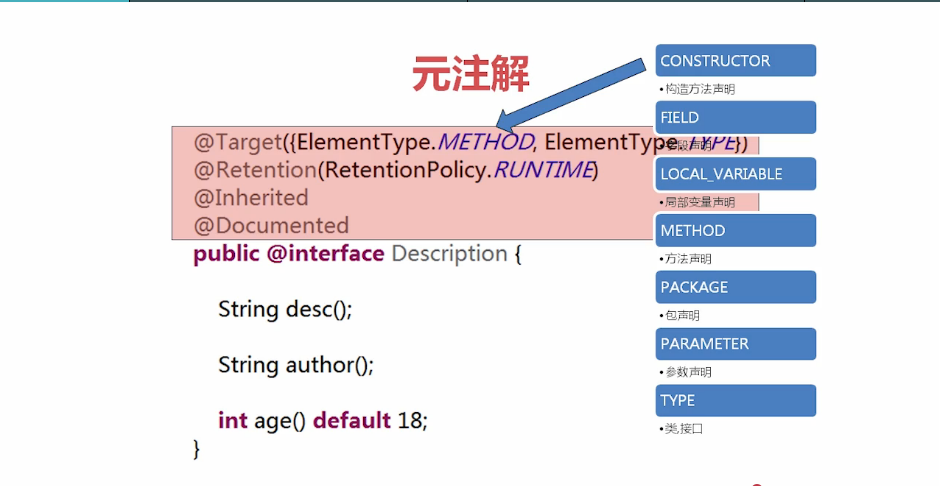 元注解
@Target({ElementType.METHOD, ElementType.TYPE})
@Retention(RetentionPolicy.RUNTIME)
@Inherited
@Documented
public @interface Description {
String desc();
String author();
int age() default 18;
}
CONSTRUCTOR
•构造方法声明
FIELD
•字段声明
LOCAL_VARIABLE
•局部变量声明
METHOD
•方法声明
PACKAGE
•包声明
PARAMETER
•参数声明
TYPE
•类,接口